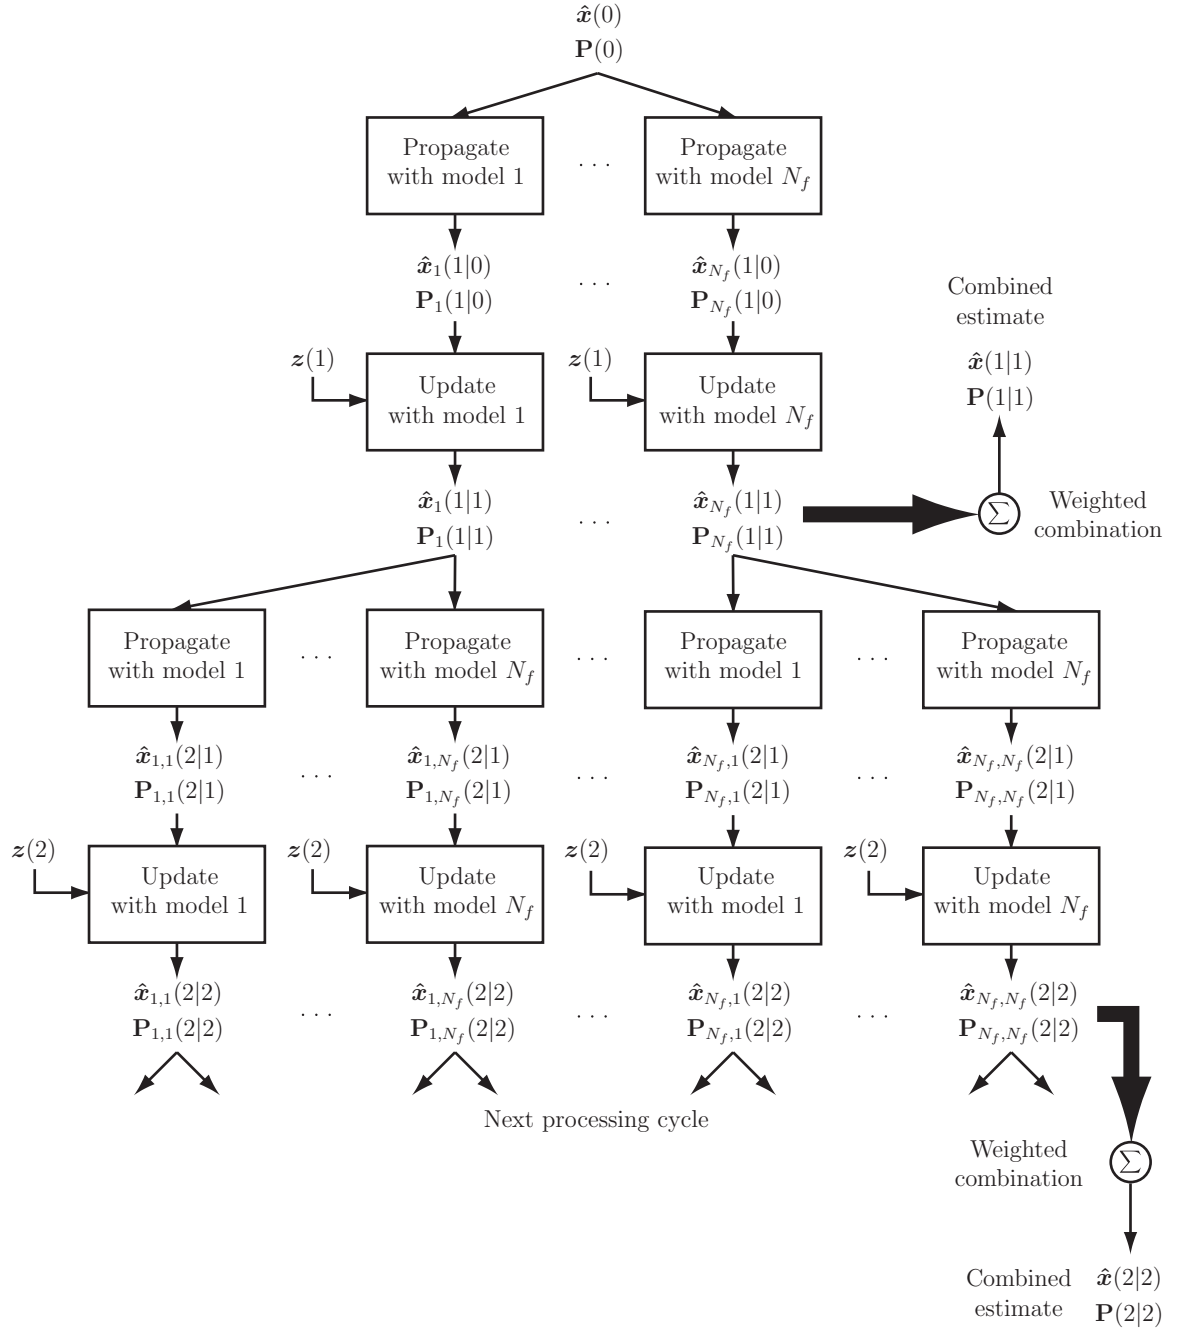 x̂(0)
P(0)
Propagate
with model 1
. . .
Propagate
with model N_f
x̂₁(1|0)
P₁(1|0)
. . .
x̂_{N_f}(1|0)
P_{N_f}(1|0)
Combined
estimate
x̂(1|1)
P(1|1)
z(1)
Update
with model 1
z(1)
Update
with model N_f
x̂₁(1|1)
P₁(1|1)
. . .
x̂_{N_f}(1|1)
P_{N_f}(1|1)
Σ
Weighted
combination
Propagate
with model 1
. . .
Propagate
with model N_f
. . .
Propagate
with model 1
. . .
Propagate
with model N_f
x̂_{1,1}(2|1)
P_{1,1}(2|1)
. . .
x̂_{1,N_f}(2|1)
P_{1,N_f}(2|1)
. . .
x̂_{N_f,1}(2|1)
P_{N_f,1}(2|1)
. . .
x̂_{N_f,N_f}(2|1)
P_{N_f,N_f}(2|1)
z(2)
Update
with model 1
z(2)
Update
with model N_f
z(2)
Update
with model 1
z(2)
Update
with model N_f
x̂_{1,1}(2|2)
P_{1,1}(2|2)
. . .
x̂_{1,N_f}(2|2)
P_{1,N_f}(2|2)
. . .
x̂_{N_f,1}(2|2)
P_{N_f,1}(2|2)
. . .
x̂_{N_f,N_f}(2|2)
P_{N_f,N_f}(2|2)
Next processing cycle
Weighted
combination
Σ
Combined
estimate
x̂(2|2)
P(2|2)